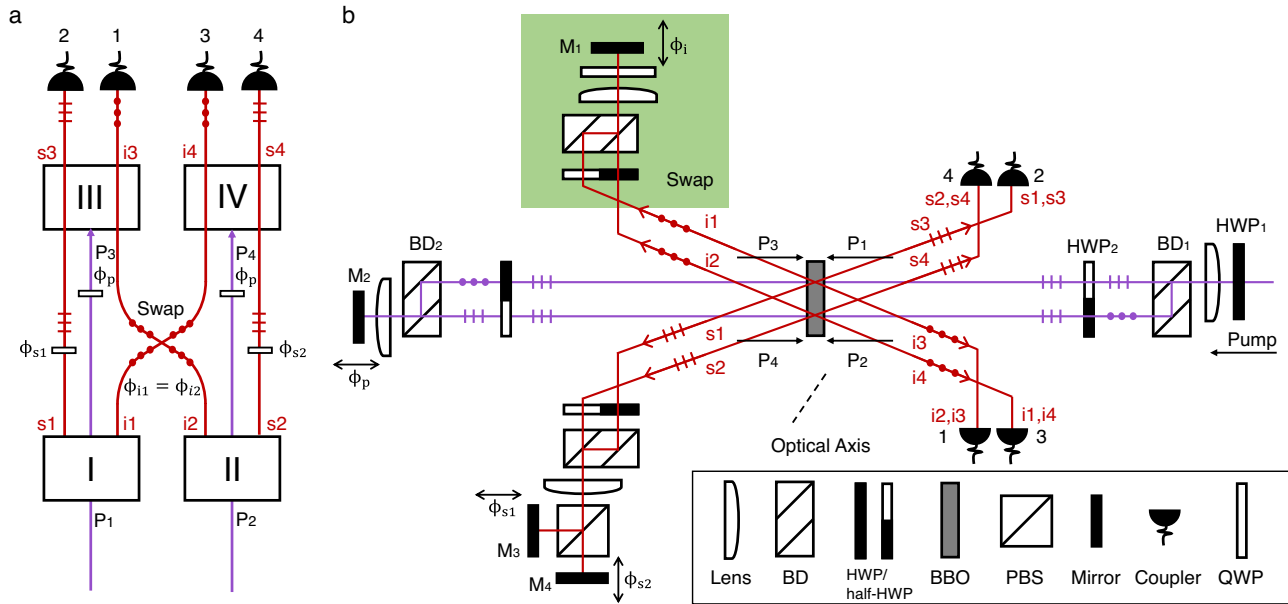 a
2 1 3 4
s3 i3 i4 s4
III IV
P3 P4
ϕp ϕp
Swap
ϕs1 ϕs2
ϕi1 = ϕi2
s1 i1 i2 s2
I II
P1 P2
b
M1 ϕi
Swap
4 2
s2,s4 s1,s3
i1 s3 HWP1
BD2 P3 P1 HWP2 BD1
i2 s4
M2
s1 i3 Pump
ϕp P4 P2
s2 i4
i2,i3 i1,i4
Optical Axis 1 3
ϕs1
M3
M4 ϕs2
Lens BD HWP/ BBO PBS Mirror Coupler QWP
half-HWP